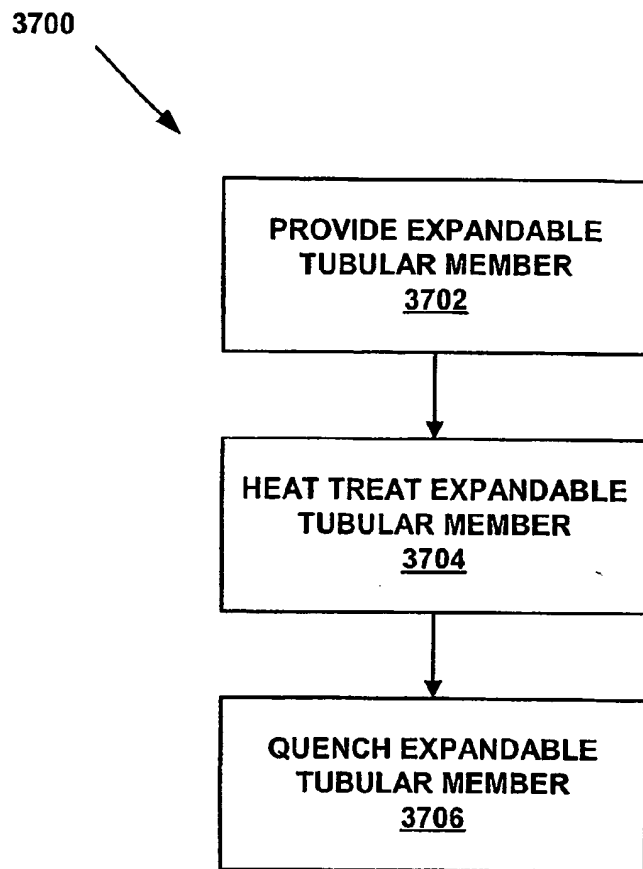 3700
PROVIDE EXPANDABLE
TUBULAR MEMBER
3702
HEAT TREAT EXPANDABLE
TUBULAR MEMBER
3704
QUENCH EXPANDABLE
TUBULAR MEMBER
3706